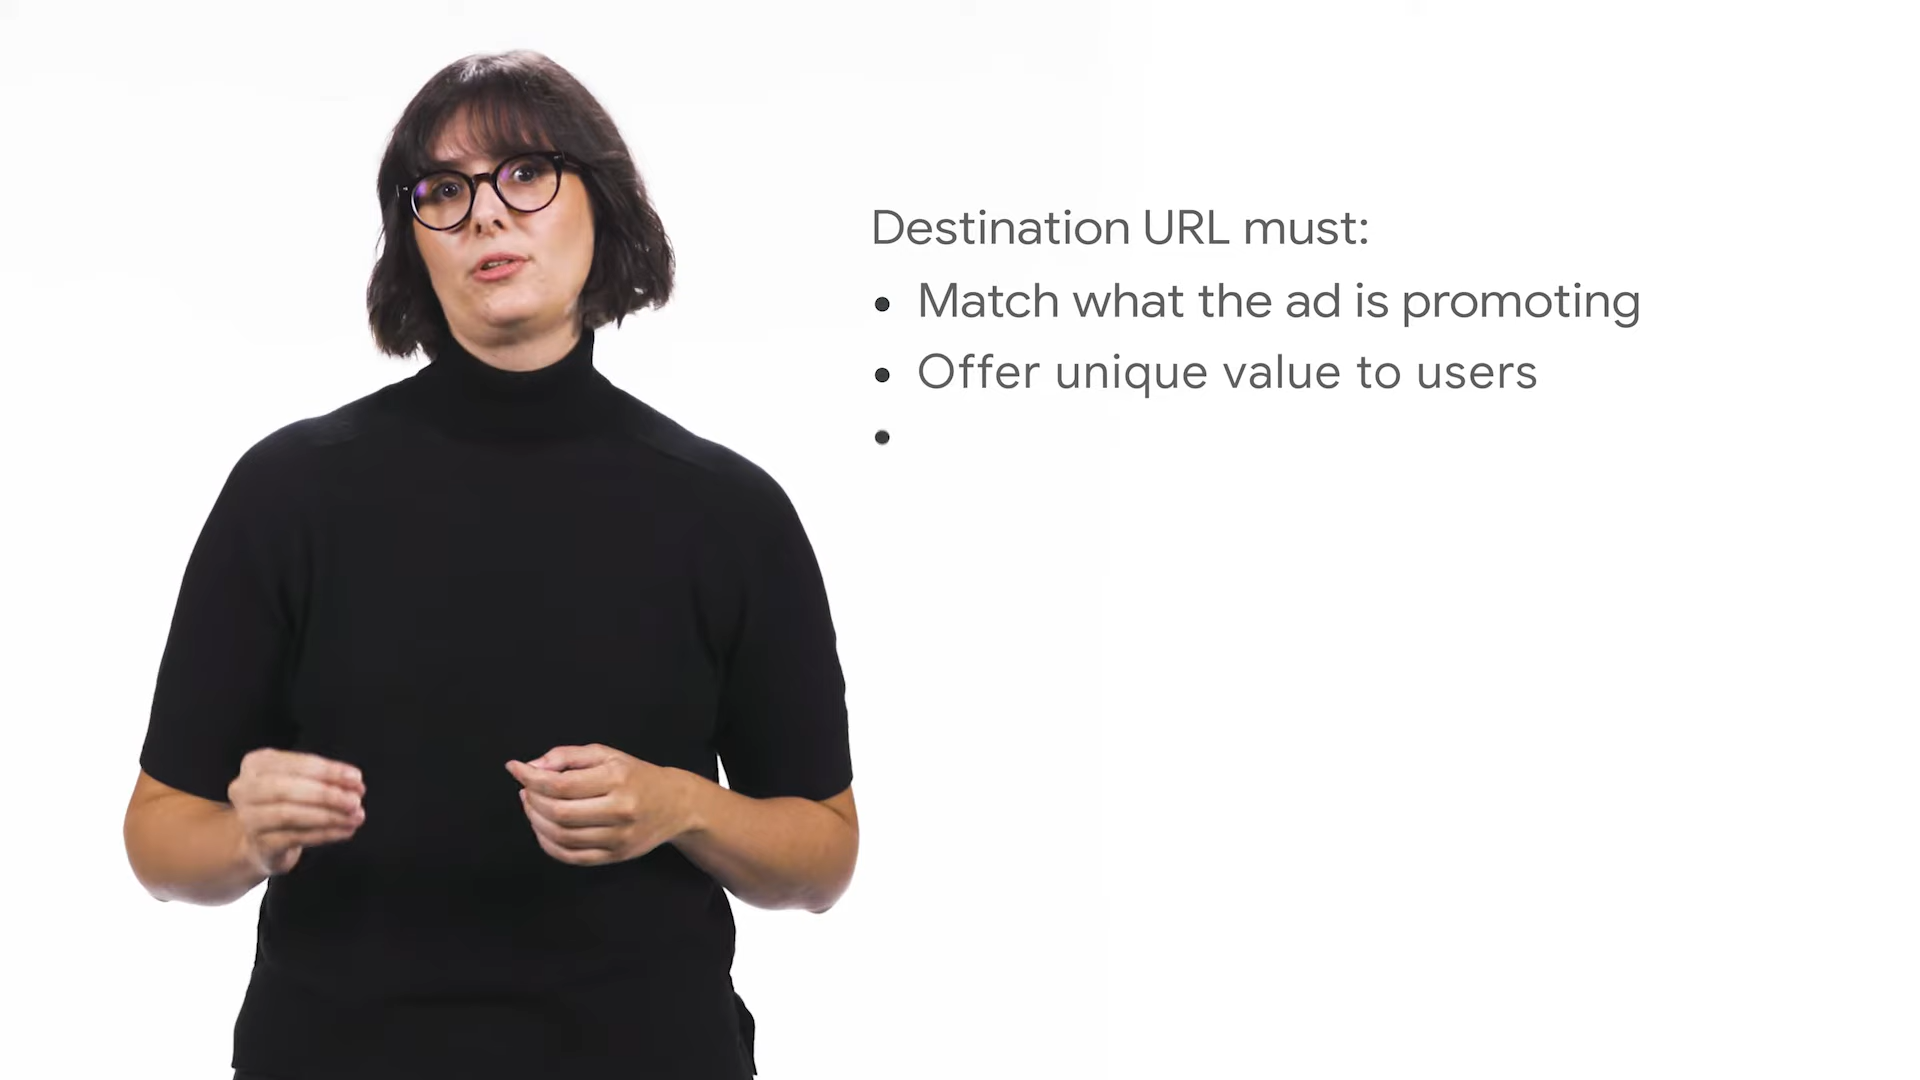 Destination URL must:
• Match what the ad is promoting
• Offer unique value to users
•